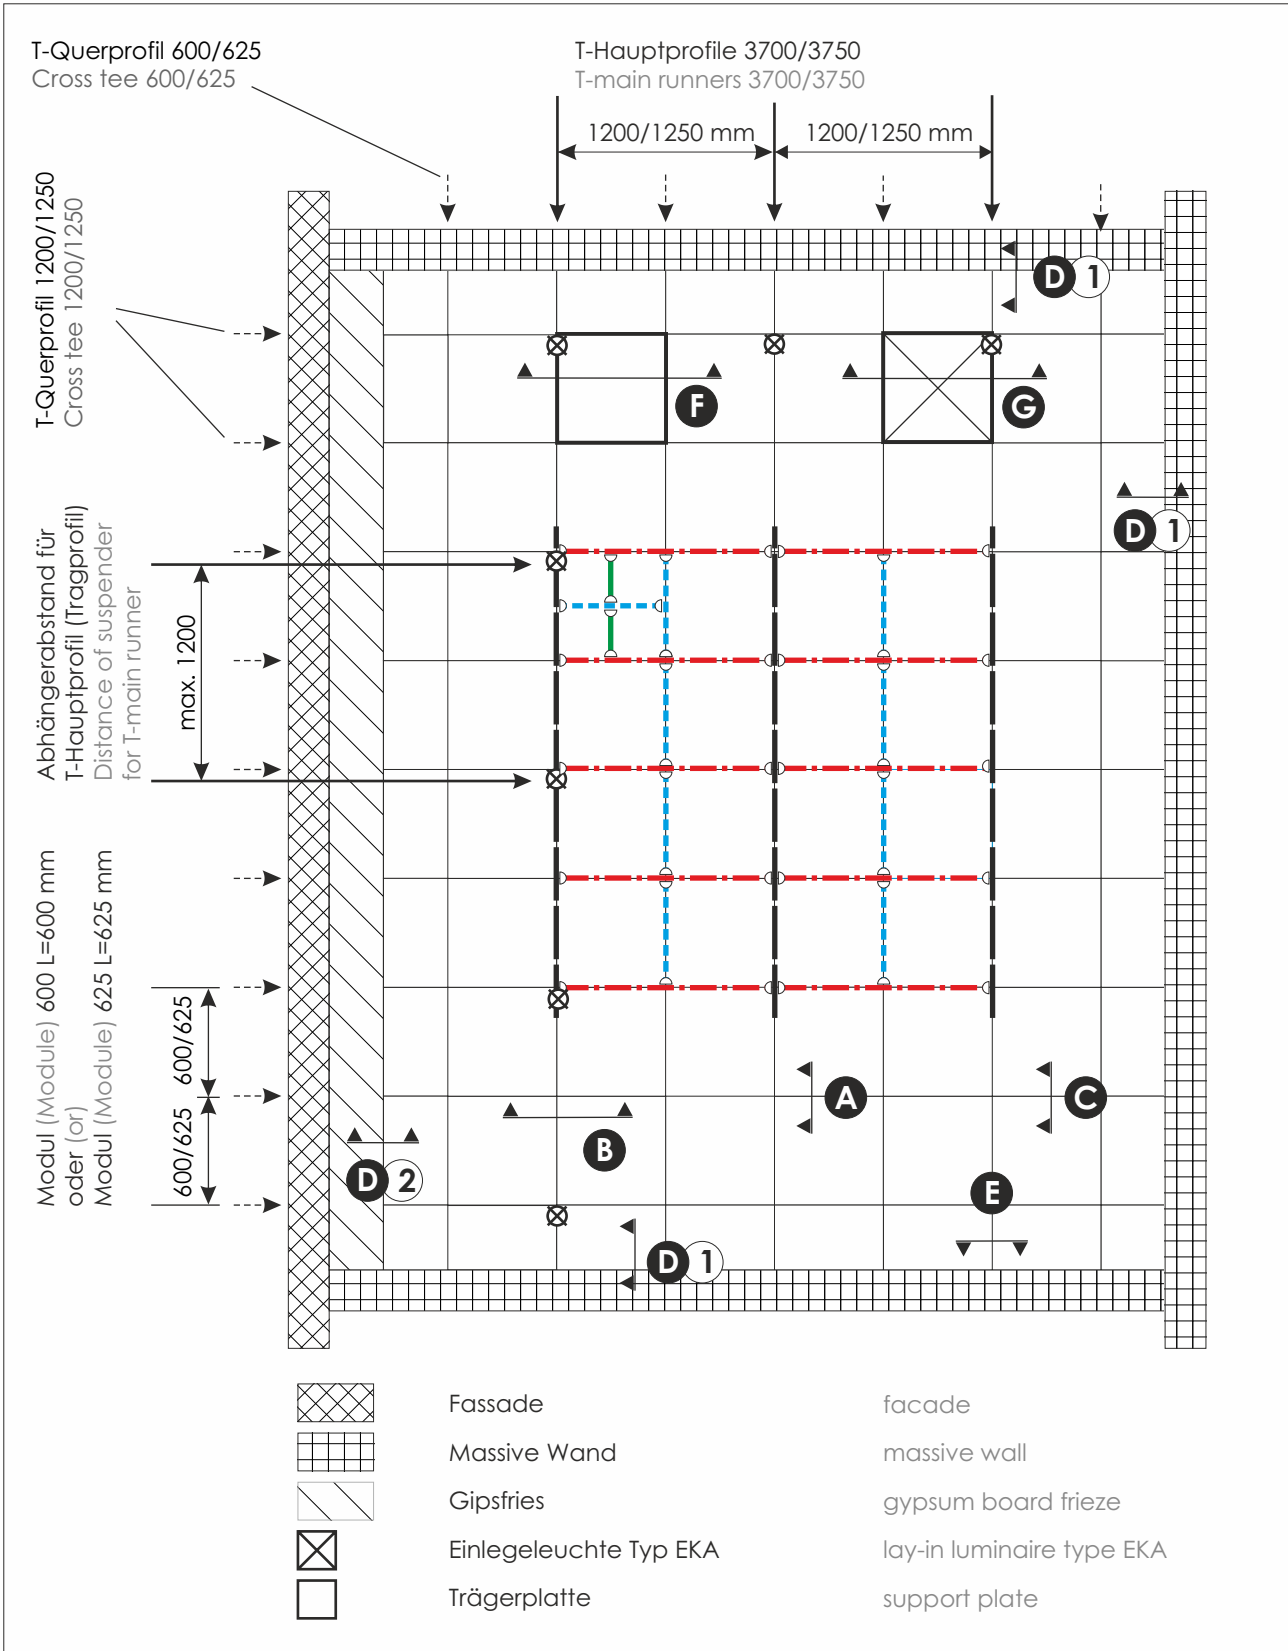 T-Querprofil 600/625
Cross tee 600/625
T-Hauptprofile 3700/3750
T-main runners 3700/3750
1200/1250 mm
1200/1250 mm
T-Querprofil 1200/1250
Cross tee 1200/1250
D 1
F
G
D 1
Abhängerabstand für
T-Hauptprofil (Tragprofil)
Distance of suspender
for T-main runner
max. 1200
Modul (Module) 600 L=600 mm
oder (or)
Modul (Module) 625 L=625 mm
600/625
600/625
A
C
B
D 2
E
D 1
Fassade
facade
Massive Wand
massive wall
Gipsfries
gypsum board frieze
Einlegeleuchte Typ EKA
lay-in luminaire type EKA
Trägerplatte
support plate